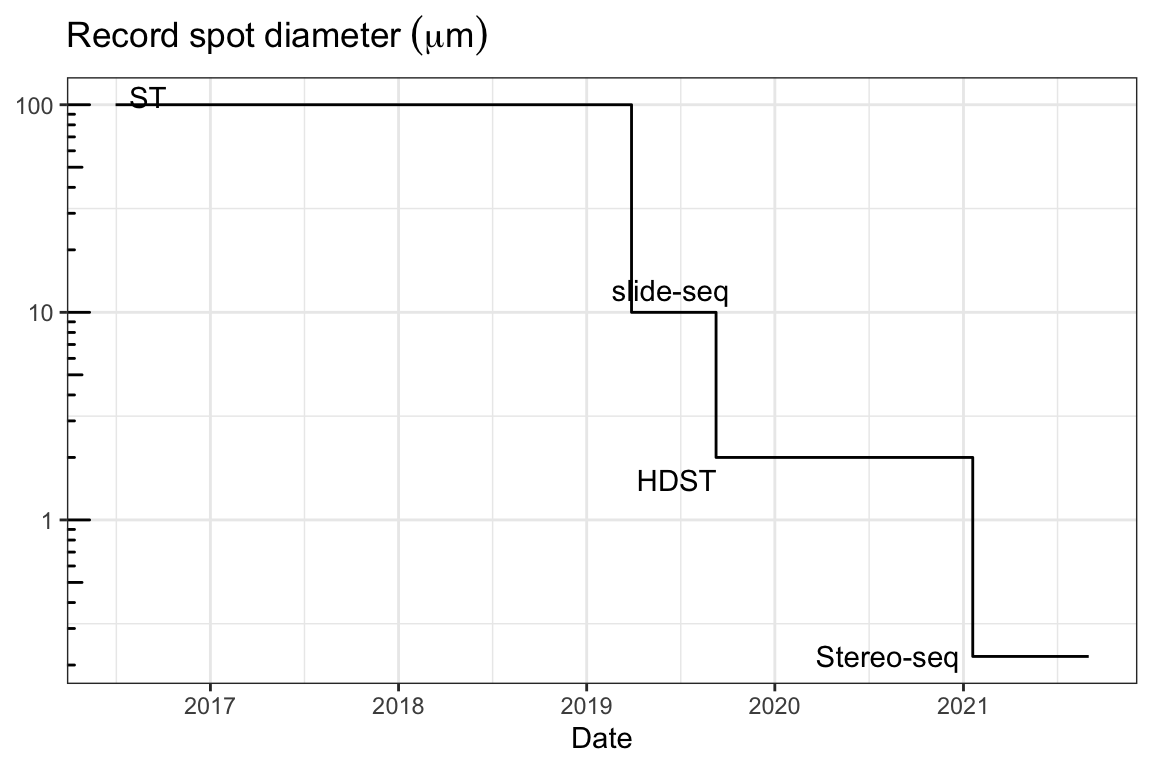 Record spot diameter (μm)
100
10
1
ST
slide-seq
HDST
Stereo-seq
2017 2018 2019 2020 2021
Date